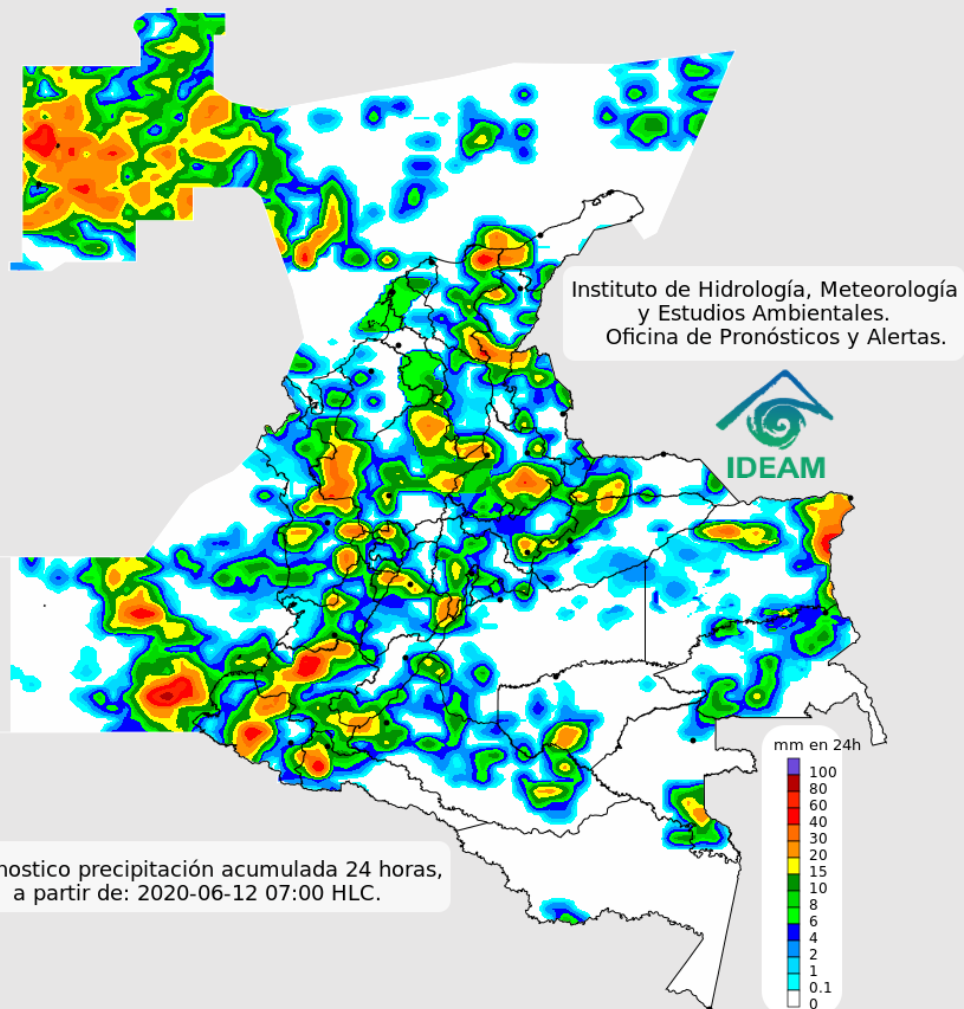 Instituto de Hidrología, Meteorología
y Estudios Ambientales.
Oficina de Pronósticos y Alertas.
IDEAM
mm en 24h
100
80
60
40
30
20
15
10
8
6
4
2
1
0.1
0
nostico precipitación acumulada 24 horas,
a partir de: 2020-06-12 07:00 HLC.